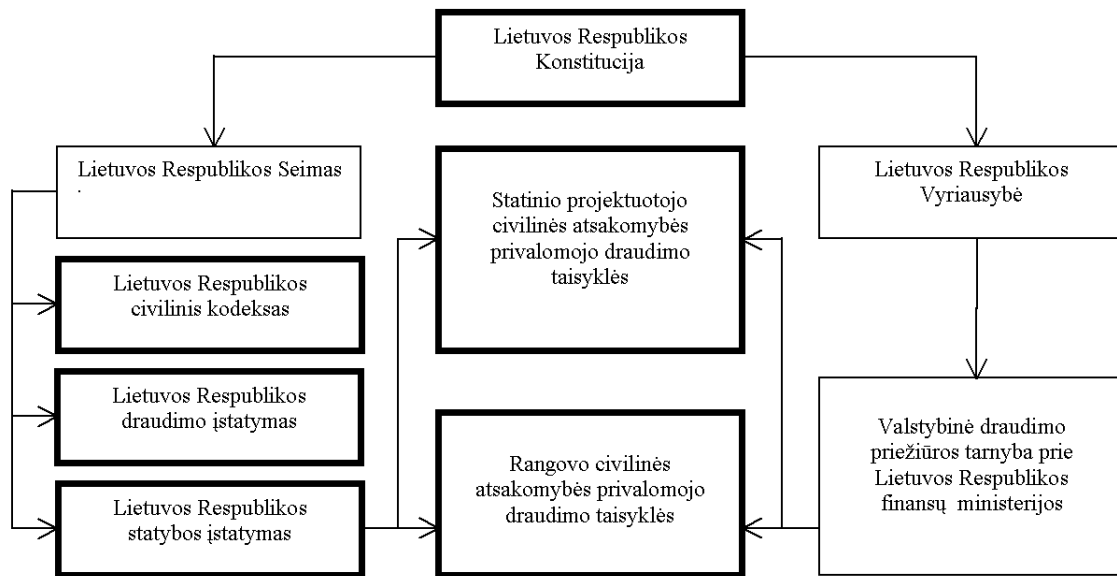 Lietuvos Respublikos
Konstitucija
Lietuvos Respublikos Seimas
.
Lietuvos Respublikos
civilinis kodeksas
Lietuvos Respublikos
draudimo įstatymas
Lietuvos Respublikos
statybos įstatymas
Statinio projektuotojo
civilinės atsakomybės
privalomojo draudimo
taisyklės
Rangovo civilinės
atsakomybės privalomojo
draudimo taisyklės
Lietuvos Respublikos
Vyriausybė
Valstybinė draudimo
priežiūros tarnyba prie
Lietuvos Respublikos
finansų ministerijos